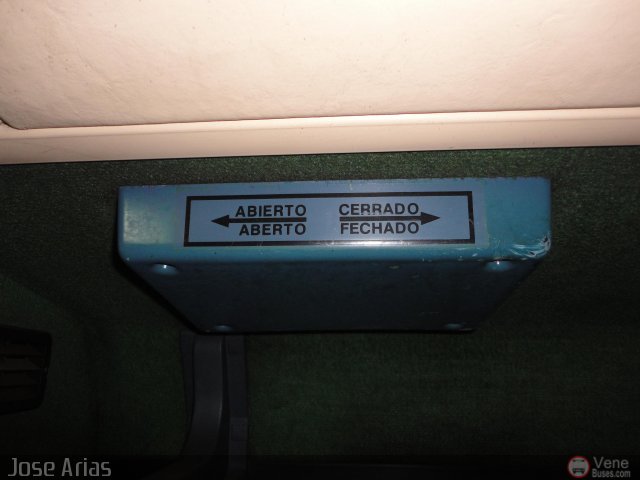 ABIERTO CERRADO
ABERTO FECHADO
Jose Arias
Vene
Buses.com